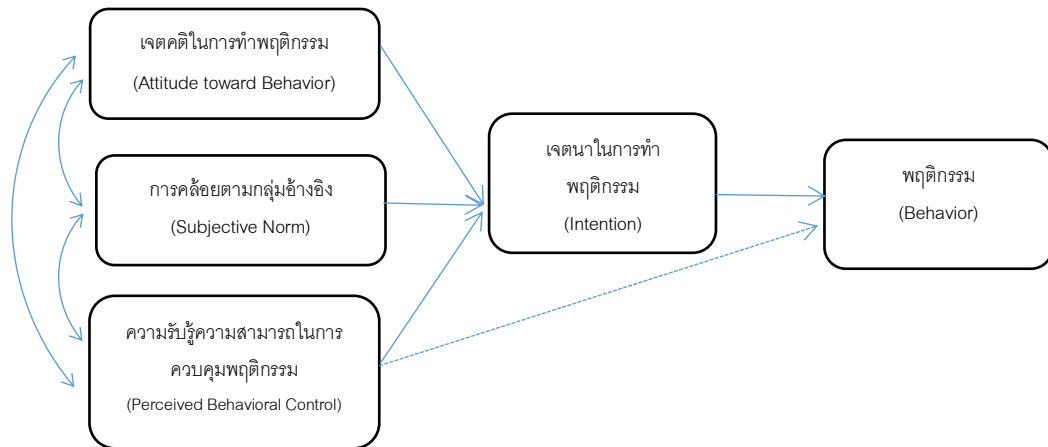 เจตคติในการทำพฤติกรรม
(Attitude toward Behavior)
การคล้อยตามกลุ่มอ้างอิง
(Subjective Norm)
ความรับรู้ความสามารถในการ
ควบคุมพฤติกรรม
(Perceived Behavioral Control)
เจตนาในการทำ
พฤติกรรม
(Intention)
พฤติกรรม
(Behavior)